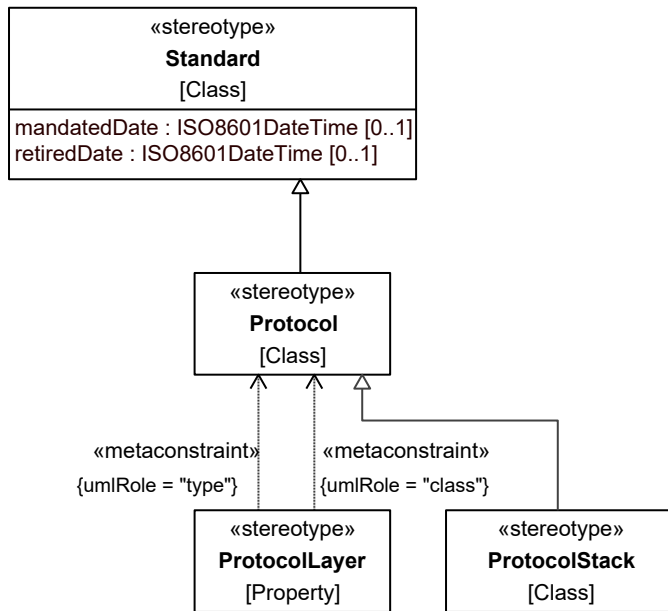 «stereotype»
Standard
[Class]
mandatedDate : ISO8601DateTime [0..1]
retiredDate : ISO8601DateTime [0..1]
«stereotype»
Protocol
[Class]
«metaconstraint»
{umlRole = "type"}
«metaconstraint»
{umlRole = "class"}
«stereotype»
ProtocolLayer
[Property]
«stereotype»
ProtocolStack
[Class]